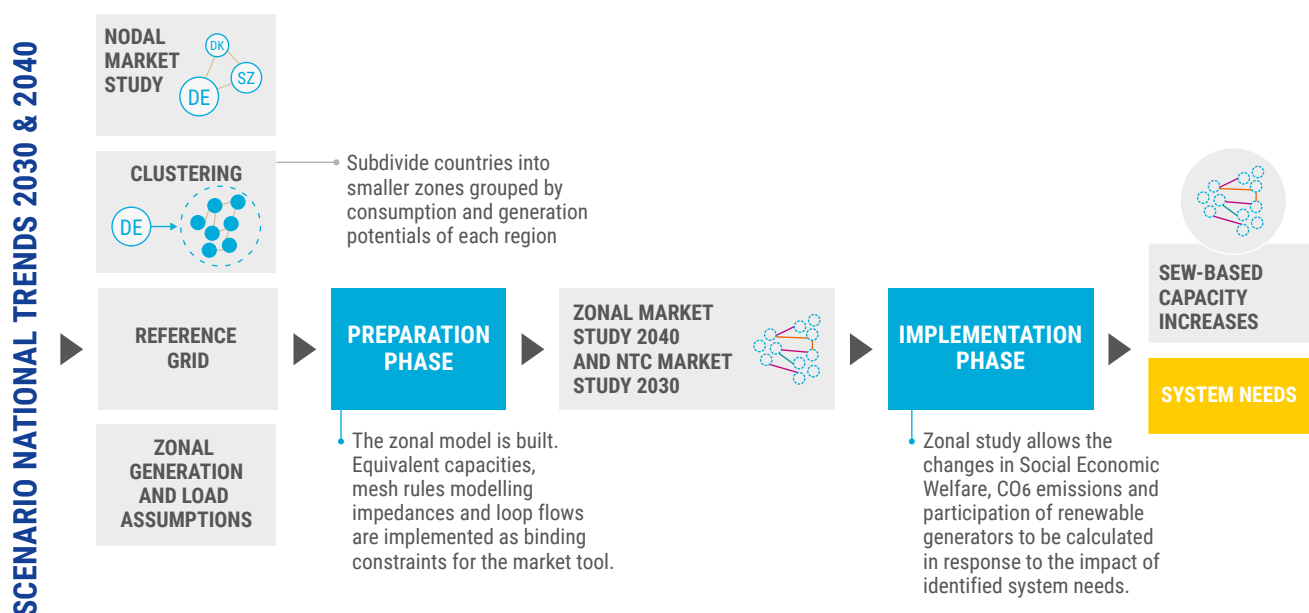 SCENARIO NATIONAL TRENDS 2030 & 2040
NODAL
MARKET
STUDY
DK
SZ
DE
CLUSTERING
DE
Subdivide countries into
smaller zones grouped by
consumption and generation
potentials of each region
REFERENCE
GRID
ZONAL
GENERATION
AND LOAD
ASSUMPTIONS
PREPARATION
PHASE
The zonal model is built.
Equivalent capacities,
mesh rules modelling
impedances and loop flows
are implemented as binding
constraints for the market tool.
ZONAL MARKET
STUDY 2040
AND NTC MARKET
STUDY 2030
IMPLEMENTATION
PHASE
Zonal study allows the
changes in Social Economic
Welfare, CO6 emissions and
participation of renewable
generators to be calculated
in response to the impact of
identified system needs.
SEW-BASED
CAPACITY
INCREASES
SYSTEM NEEDS